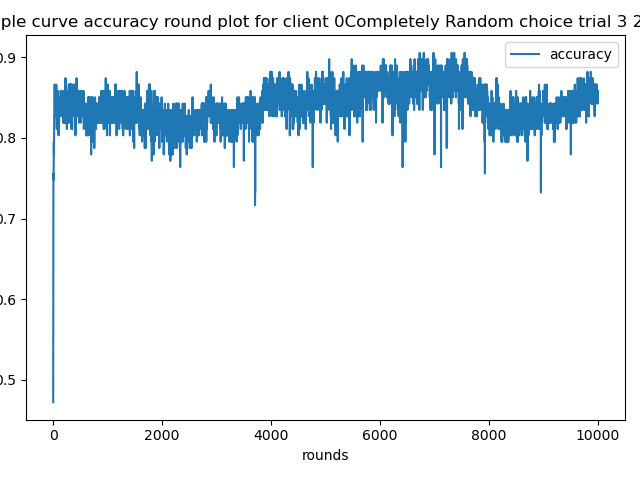 ple curve accuracy round plot for client 0Completely Random choice trial 3 2
accuracy
0.9
0.8
0.7
0.6
0.5
0 2000 4000 6000 8000 10000
rounds